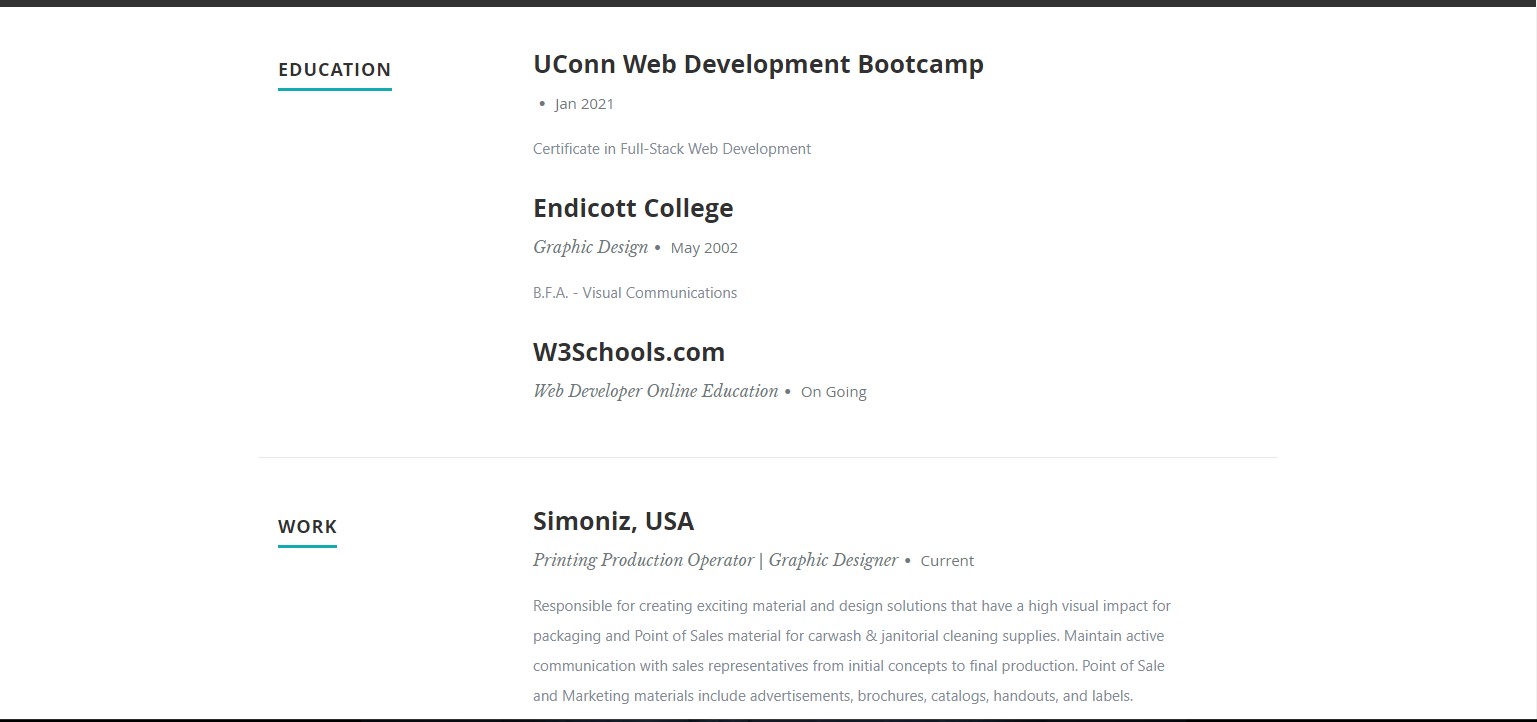 EDUCATION
UConn Web Development Bootcamp
• Jan 2021
Certificate in Full-Stack Web Development
Endicott College
Graphic Design • May 2002
B.F.A. - Visual Communications
W3Schools.com
Web Developer Online Education • On Going
WORK
Simoniz, USA
Printing Production Operator | Graphic Designer • Current
Responsible for creating exciting material and design solutions that have a high visual impact for
packaging and Point of Sales material for carwash & janitorial cleaning supplies. Maintain active
communication with sales representatives from initial concepts to final production. Point of Sale
and Marketing materials include advertisements, brochures, catalogs, handouts, and labels.